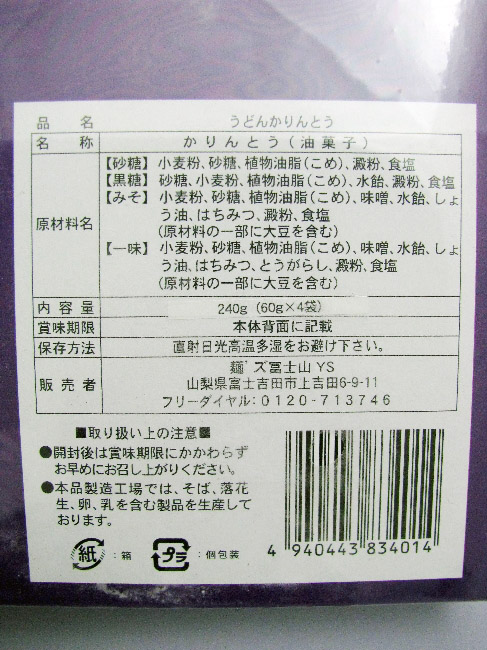 品名 うどんかりんとう
名称 かりんとう(油菓子)
原材料名
【砂糖】小麦粉、砂糖、植物油脂(こめ)、澱粉、食塩
【黒糖】砂糖、小麦粉、植物油脂(こめ)、水飴、澱粉、食塩
【みそ】小麦粉、砂糖、植物油脂(こめ)、味噌、水飴、しょ
う油、はちみつ、澱粉、食塩
(原材料の一部に大豆を含む)
【一味】小麦粉、砂糖、植物油脂(こめ)、味噌、水飴、しょ
う油、はちみつ、とうがらし、澱粉、食塩
(原材料の一部に大豆を含む)
内容量 240g (60g×4袋)
賞味期限 本体背面に記載
保存方法 直射日光高温多湿をお避け下さい。
販売者
麺'ズ冨士山YS
山梨県富士吉田市上吉田6-9-11
フリーダイヤル:0120-713746
■取り扱い上の注意■
●開封後は賞味期限にかかわらず
お早めにお召し上がりください。
●本品製造工場では、そば、落花
生、卵、乳を含む製品を生産して
おります。
紙 :箱 プラ :個包装
4 940443 834014